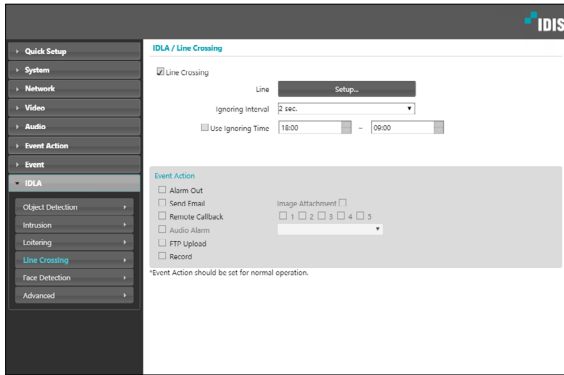 IDIS
Quick Setup
System
Network
Video
Audio
Event Action
Event
IDLA
Object Detection
Intrusion
Loitering
Line Crossing
Face Detection
Advanced
IDLA / Line Crossing
Line Crossing
Line Setup...
Ignoring Interval 2 sec.
Use Ignoring Time 18:00 ~ 09:00
Event Action
Alarm Out
Send Email Image Attachment
Remote Callback 1 2 3 4 5
Audio Alarm
FTP Upload
Record
*Event Action should be set for normal operation.